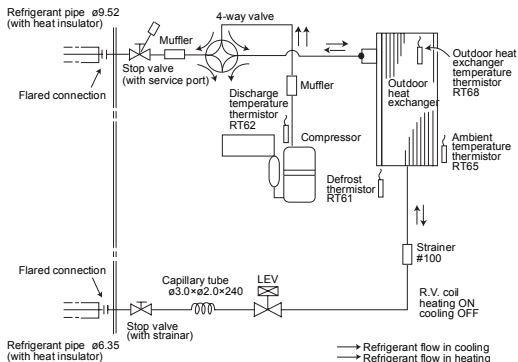 Refrigerant pipe ø9.52
(with heat insulator)
Muffler
4-way valve
Stop valve
(with service port)
Flared connection
Muffler
Discharge
temperature
thermistor
RT62
Compressor
Outdoor
heat
exchanger
Outdoor heat
exchanger
temperature
thermistor
RT68
Ambient
temperature
thermistor
RT65
Defrost
thermistor
RT61
Strainer
#100
Flared connection
Capillary tube
ø3.0×ø2.0×240
LEV
R.V. coil
heating ON
cooling OFF
Stop valve
(with strainar)
Refrigerant pipe ø6.35
(with heat insulator)
Refrigerant flow in cooling
Refrigerant flow in heating